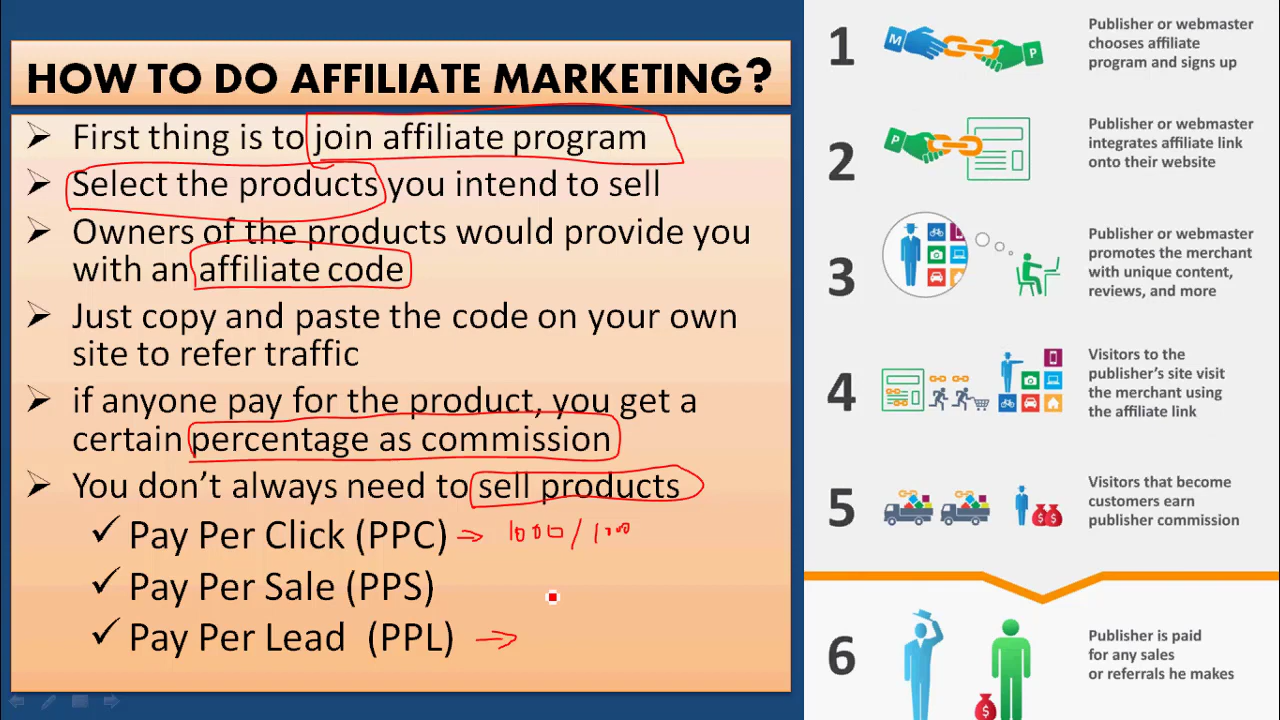 HOW TO DO AFFILIATE MARKETING?
First thing is to join affiliate program
Select the products you intend to sell
Owners of the products would provide you
with an affiliate code
Just copy and paste the code on your own
site to refer traffic
if anyone pay for the product, you get a
certain percentage as commission
You don't always need to sell products
Pay Per Click (PPC) → 1000/100
Pay Per Sale (PPS)
Pay Per Lead (PPL) →
1
M
P
Publisher or webmaster
chooses affiliate
program and signs up
2
P
Publisher or webmaster
integrates affiliate link
onto their website
3
Publisher or webmaster
promotes the merchant
with unique content,
reviews, and more
4
Visitors to the
publisher's site visit
the merchant using
the affiliate link
5
$ $
Visitors that become
customers earn
publisher commission
6
$
Publisher is paid
for any sales
or referrals he makes